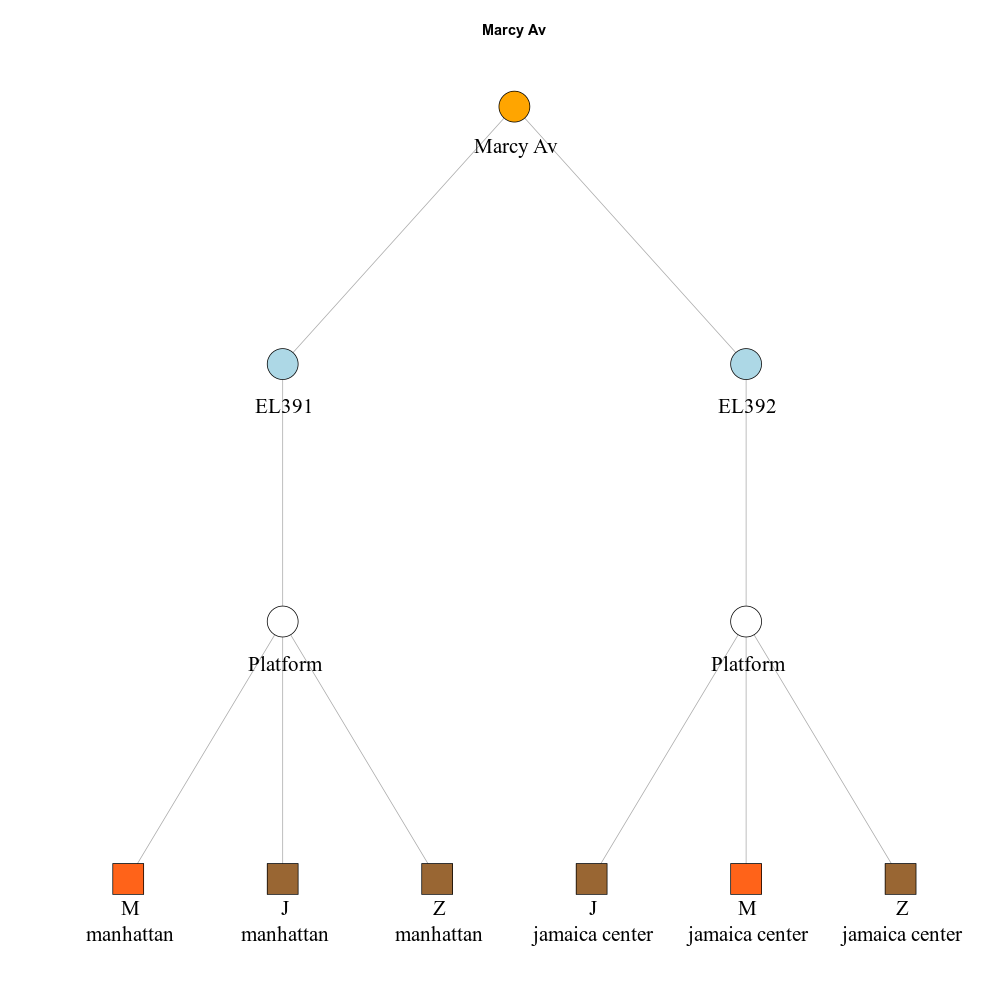 Marcy Av
Marcy Av
EL391
EL392
Platform
Platform
M
manhattan
J
manhattan
Z
manhattan
J
jamaica center
M
jamaica center
Z
jamaica center